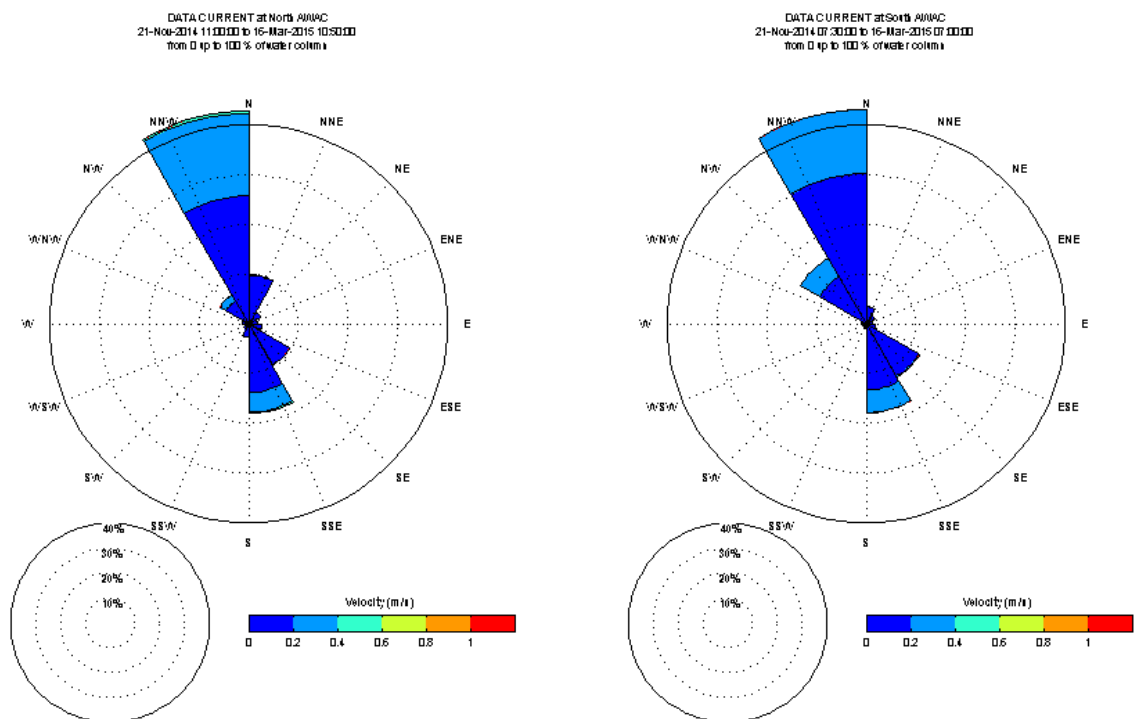 DATA CURRENT at North AWAC
21-Nov-2014 11:00:00 to 16-Mar-2015 10:50:00
from 0 up to 100 % of water column
N
NNE
NE
ENE
E
ESE
SE
SSE
S
SSW
SW
WSW
W
WNW
NW
NNW
40%
30%
20%
10%
Velocity (m/s)
0 0.2 0.4 0.6 0.8 1
DATA CURRENT at South AWAC
21-Nov-2014 07:30:00 to 16-Mar-2015 07:00:00
from 0 up to 100 % of water column
N
NNE
NE
ENE
E
ESE
SE
SSE
S
SSW
SW
WSW
W
WNW
NW
NNW
40%
30%
20%
10%
Velocity (m/s)
0 0.2 0.4 0.6 0.8 1